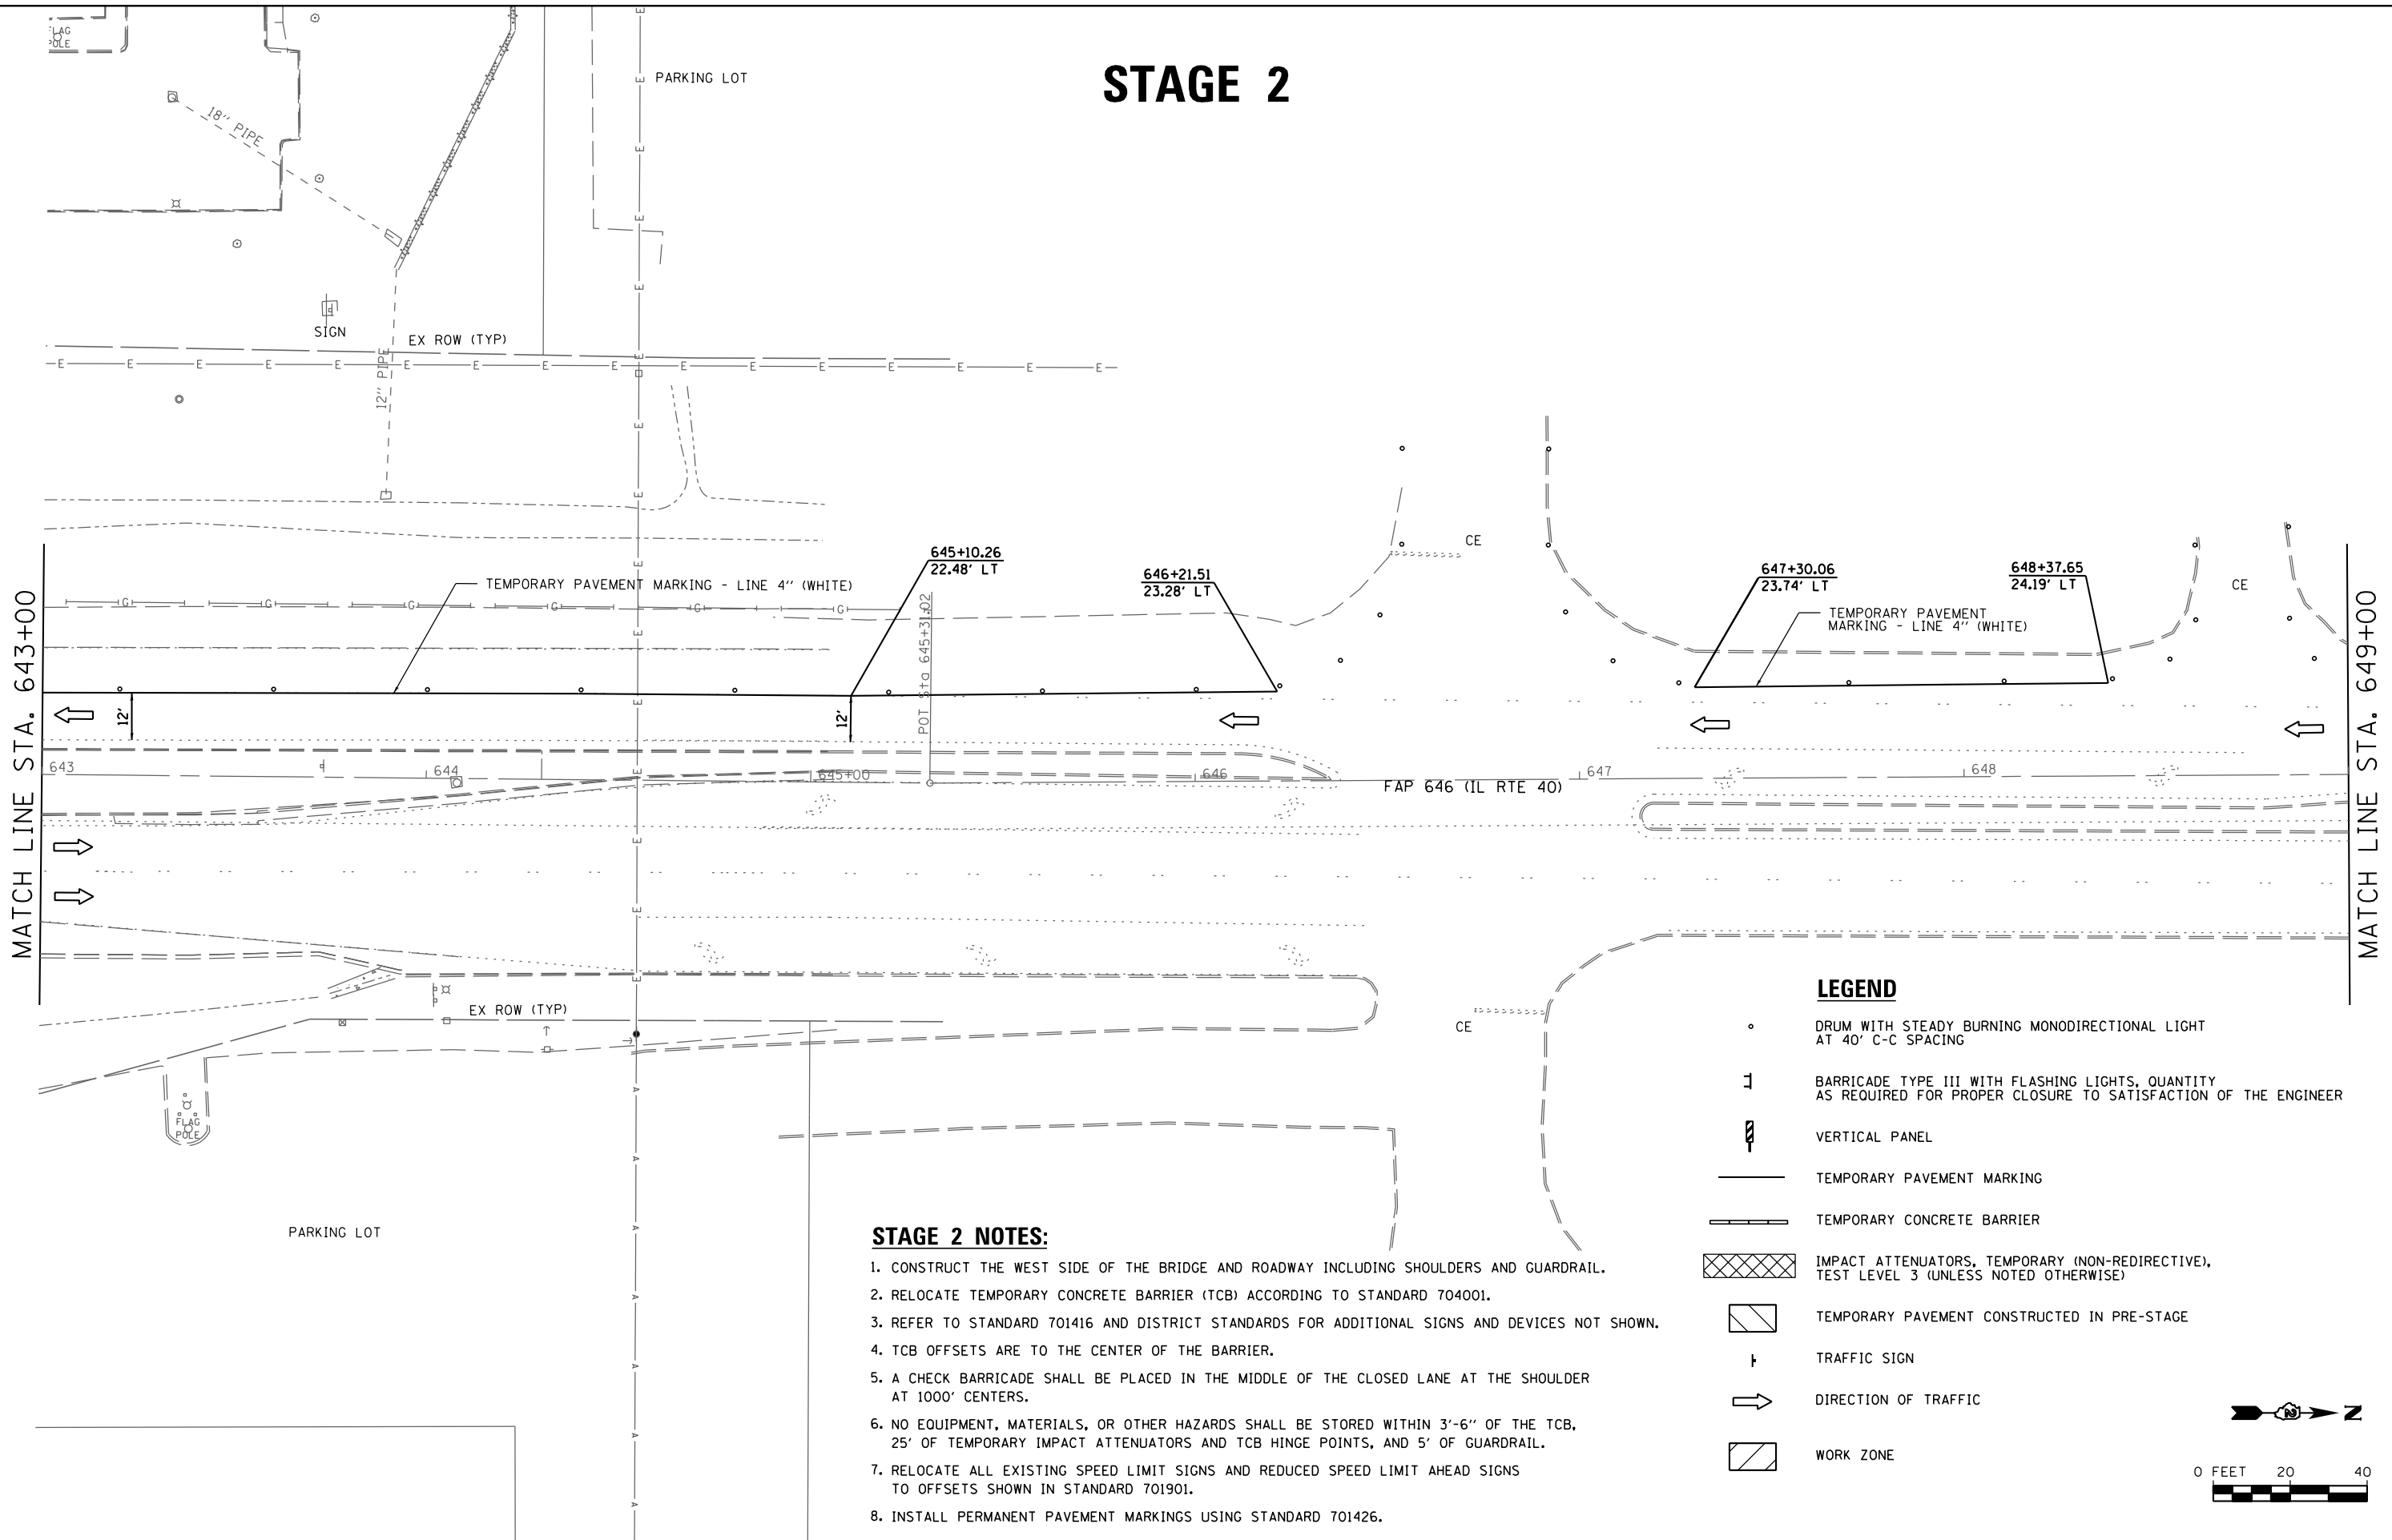 STAGE 2
FLAG
POLE
PARKING LOT
18" PIPE
SIGN
EX ROW (TYP)
12" PIPE
E E E E E E E E E E E E E E E E
CE
645+10.26
22.48' LT
646+21.51
23.28' LT
647+30.06
23.74' LT
648+37.65
24.19' LT
CE
TEMPORARY PAVEMENT MARKING - LINE 4" (WHITE)
TEMPORARY PAVEMENT
MARKING - LINE 4" (WHITE)
G G G G G G
POT Sta 645+31.02
MATCH LINE STA. 643+00
MATCH LINE STA. 649+00
12'
12'
643
644
645+00
646
647
648
FAP 646 (IL RTE 40)
EX ROW (TYP)
CE
FLAG
POLE
PARKING LOT
A A A A A A A
STAGE 2 NOTES:
1. CONSTRUCT THE WEST SIDE OF THE BRIDGE AND ROADWAY INCLUDING SHOULDERS AND GUARDRAIL.
2. RELOCATE TEMPORARY CONCRETE BARRIER (TCB) ACCORDING TO STANDARD 704001.
3. REFER TO STANDARD 701416 AND DISTRICT STANDARDS FOR ADDITIONAL SIGNS AND DEVICES NOT SHOWN.
4. TCB OFFSETS ARE TO THE CENTER OF THE BARRIER.
5. A CHECK BARRICADE SHALL BE PLACED IN THE MIDDLE OF THE CLOSED LANE AT THE SHOULDER
AT 1000' CENTERS.
6. NO EQUIPMENT, MATERIALS, OR OTHER HAZARDS SHALL BE STORED WITHIN 3'-6" OF THE TCB,
25' OF TEMPORARY IMPACT ATTENUATORS AND TCB HINGE POINTS, AND 5' OF GUARDRAIL.
7. RELOCATE ALL EXISTING SPEED LIMIT SIGNS AND REDUCED SPEED LIMIT AHEAD SIGNS
TO OFFSETS SHOWN IN STANDARD 701901.
8. INSTALL PERMANENT PAVEMENT MARKINGS USING STANDARD 701426.
LEGEND
DRUM WITH STEADY BURNING MONODIRECTIONAL LIGHT
AT 40' C-C SPACING
BARRICADE TYPE III WITH FLASHING LIGHTS, QUANTITY
AS REQUIRED FOR PROPER CLOSURE TO SATISFACTION OF THE ENGINEER
VERTICAL PANEL
TEMPORARY PAVEMENT MARKING
TEMPORARY CONCRETE BARRIER
IMPACT ATTENUATORS, TEMPORARY (NON-REDIRECTIVE),
TEST LEVEL 3 (UNLESS NOTED OTHERWISE)
TEMPORARY PAVEMENT CONSTRUCTED IN PRE-STAGE
TRAFFIC SIGN
DIRECTION OF TRAFFIC
WORK ZONE
2 N
0 FEET 20 40